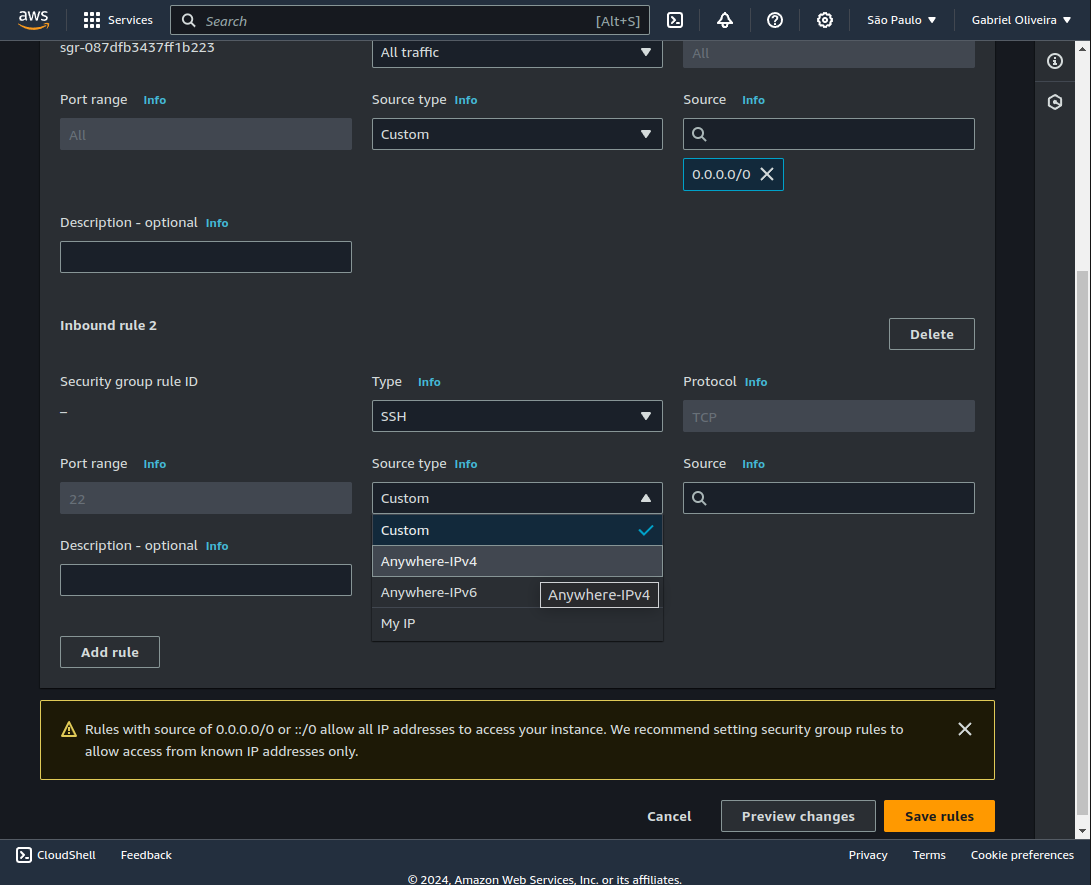 aws
Services
Search
[Alt+S]
São Paulo
Gabriel Oliveira
sgr-087dfb3437ff1b223
All traffic
All
Port range Info
Source type Info
Source Info
All
Custom
0.0.0.0/0
Description - optional Info
Inbound rule 2
Delete
Security group rule ID
Type Info
Protocol Info
–
SSH
TCP
Port range Info
Source type Info
Source Info
22
Custom
Custom
Description - optional Info
Anywhere-IPv4
Anywhere-IPv6
Anywhere-IPv4
My IP
Add rule
Rules with source of 0.0.0.0/0 or ::/0 allow all IP addresses to access your instance. We recommend setting security group rules to
allow access from known IP addresses only.
Cancel
Preview changes
Save rules
CloudShell
Feedback
Privacy
Terms
Cookie preferences
© 2024, Amazon Web Services, Inc. or its affiliates.